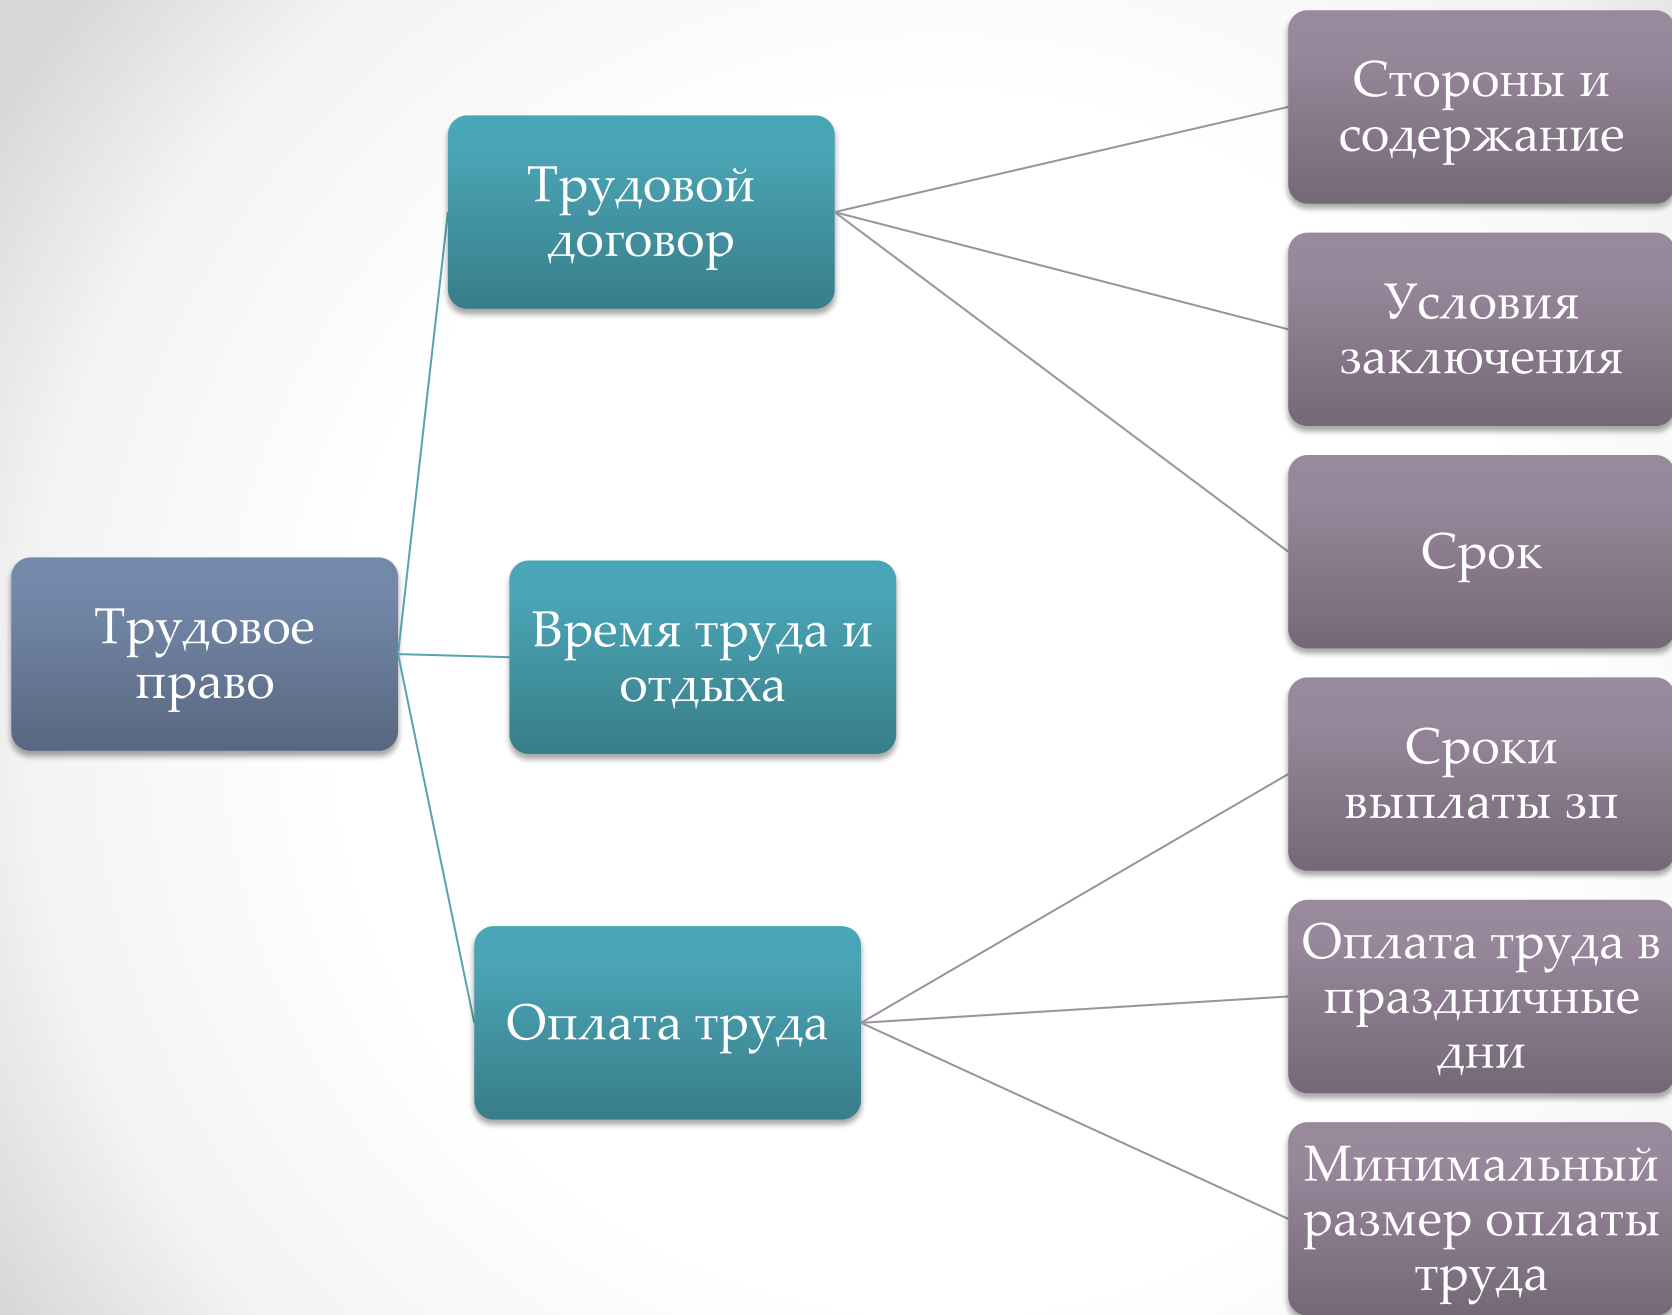 Трудовое
право
Трудовой
договор
Время труда и
отдыха
Оплата труда
Стороны и
содержание
Условия
заключения
Срок
Сроки
выплаты зп
Оплата труда в
праздничные
дни
Минимальный
размер оплаты
труда